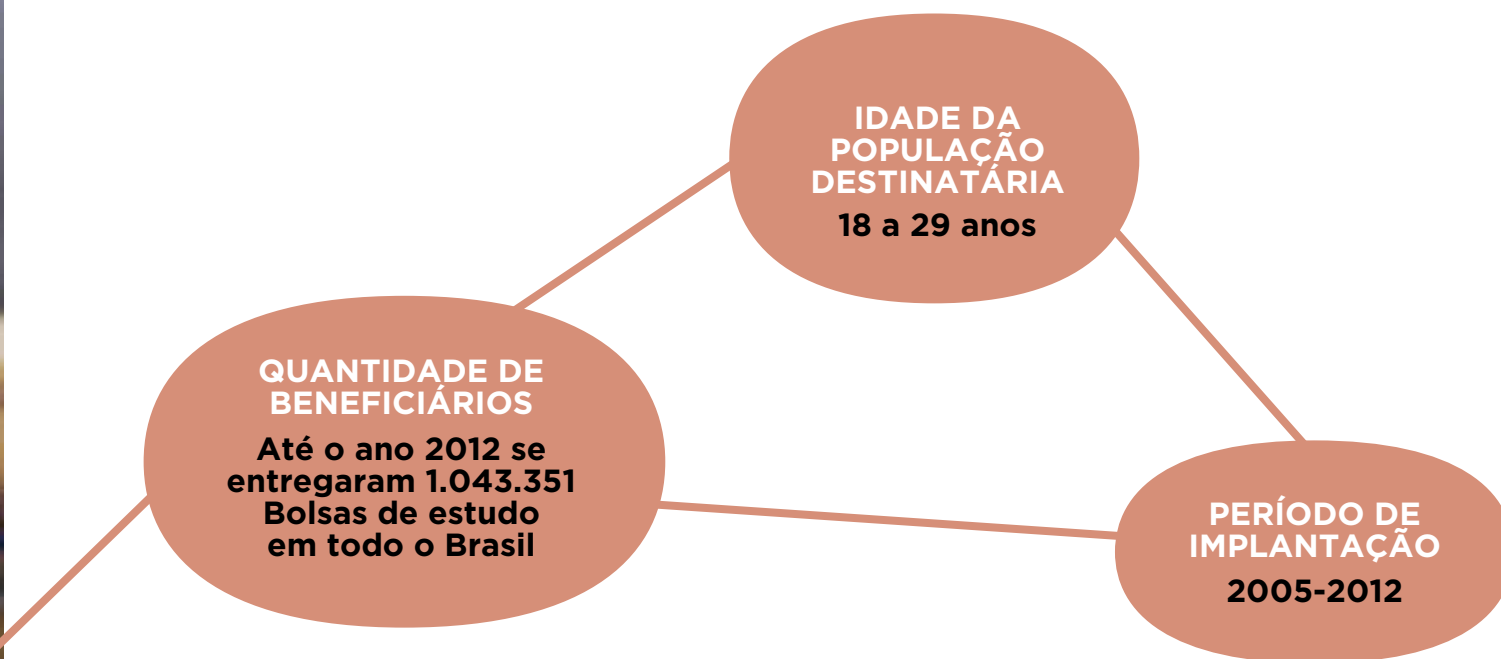 IDADE DA
POPULAÇÃO
DESTINATÁRIA
18 a 29 anos
QUANTIDADE DE
BENEFICIÁRIOS
Até o ano 2012 se
entregaram 1.043.351
Bolsas de estudo
em todo o Brasil
PERÍODO DE
IMPLANTAÇÃO
2005-2012